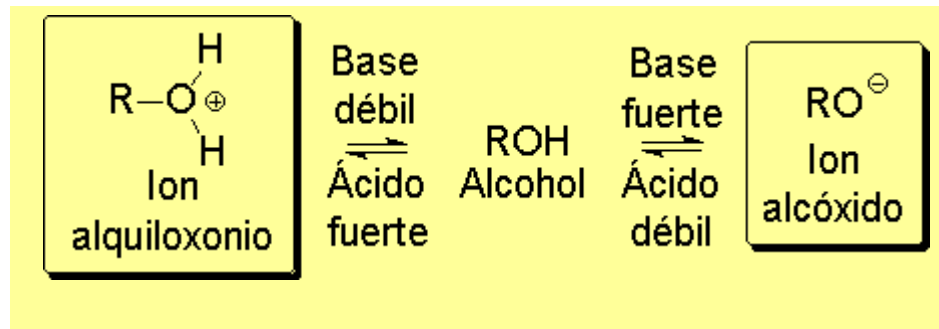 H
R–O⊕
H
Ion
alquiloxonio
Base
débil
Ácido
fuerte
ROH
Alcohol
Base
fuerte
Ácido
débil
RO⊖
Ion
alcóxido